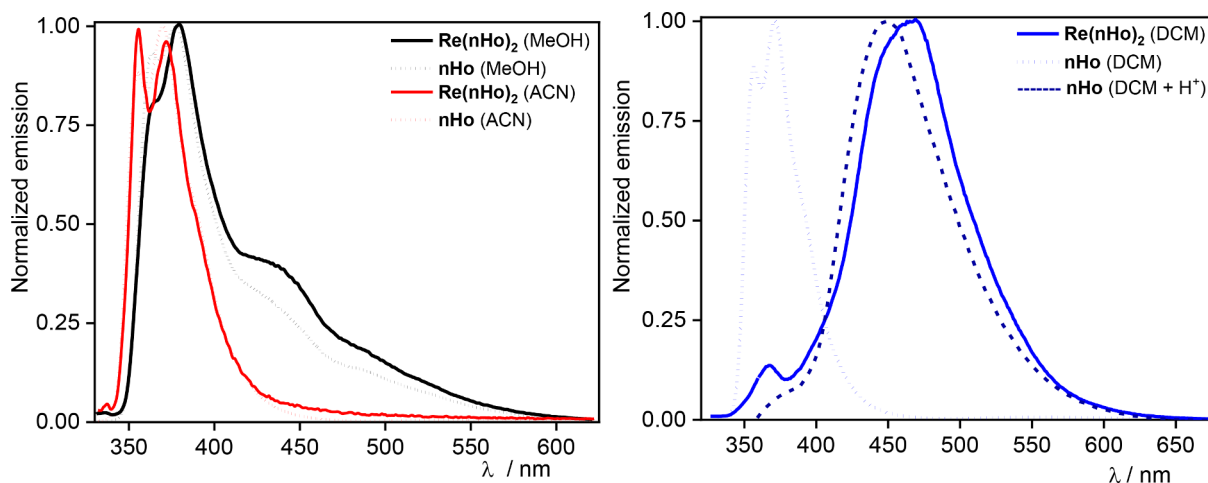 Normalized emission
1.00
0.75
0.50
0.25
0.00
Re(nHo)₂ (MeOH)
nHo (MeOH)
Re(nHo)₂ (ACN)
nHo (ACN)
350 400 450 500 550 600
λ / nm
Normalized emission
1.00
0.75
0.50
0.25
0.00
Re(nHo)₂ (DCM)
nHo (DCM)
nHo (DCM + H⁺)
350 400 450 500 550 600 650
λ / nm